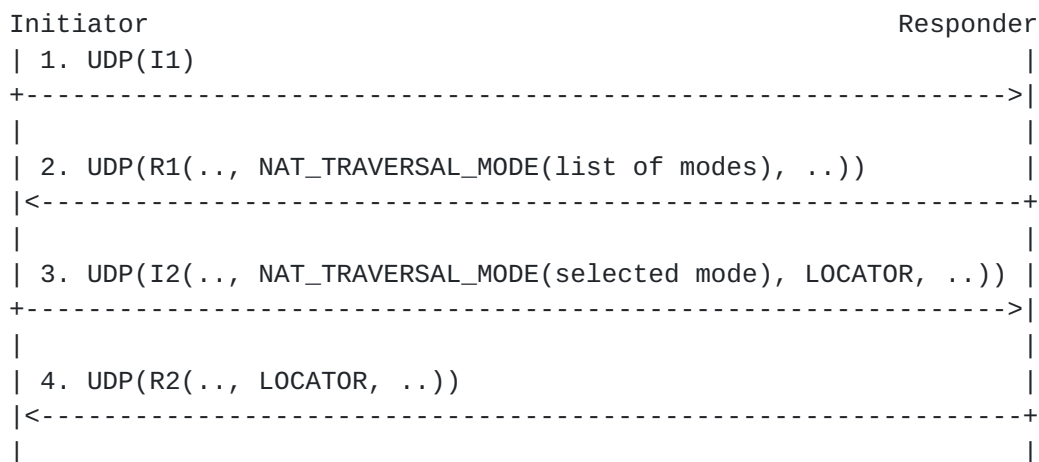 Initiator                                                Responder
| 1. UDP(I1)                                                      |
+---------------------------------------------------------------->|
|                                                                 |
| 2. UDP(R1(.., NAT_TRAVERSAL_MODE(list of modes), ..))           |
|<----------------------------------------------------------------+
|                                                                 |
| 3. UDP(I2(.., NAT_TRAVERSAL_MODE(selected mode), LOCATOR, ..)) |
+---------------------------------------------------------------->|
|                                                                 |
| 4. UDP(R2(.., LOCATOR, ..))                                     |
|<----------------------------------------------------------------+
|                                                                 |